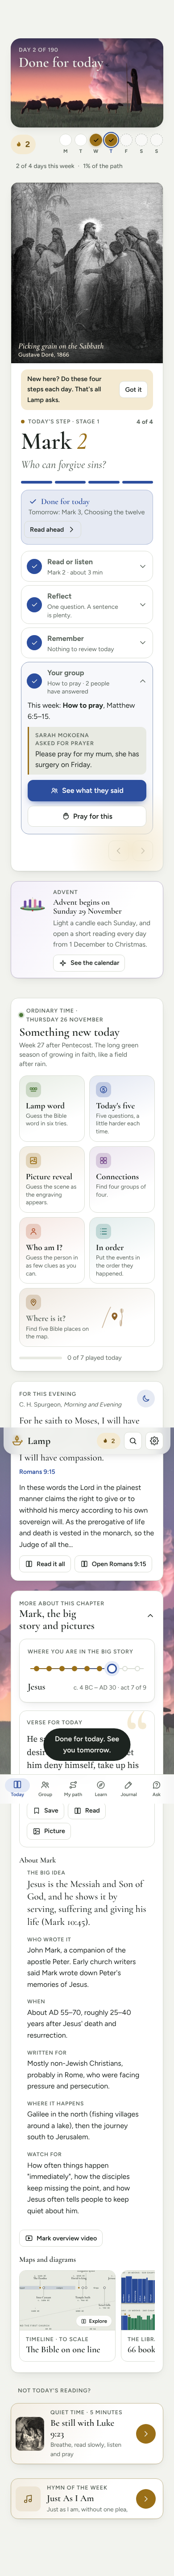 DAY 2 OF 190
Done for today
2
M T W T F S S
2 of 4 days this week · 1% of the path
Picking grain on the Sabbath
Gustave Doré, 1866
New here? Do these four
steps each day. That's all
Lamp asks.
Got it
TODAY'S STEP · STAGE 1
4 of 4
Mark 2
Who can forgive sins?
Done for today
Tomorrow: Mark 3, Choosing the twelve
Read ahead
Read or listen
Mark 2 · about 3 min
Reflect
One question. A sentence
is plenty.
Remember
Nothing to review today
Your group
How to pray · 2 people
have answered
This week: How to pray, Matthew
6:5–15.
SARAH MOKOENA
ASKED FOR PRAYER
Please pray for my mum, she has
surgery on Friday.
See what they said
Pray for this
ADVENT
Advent begins on
Sunday 29 November
Light a candle each Sunday, and
open a short reading every day
from 1 December to Christmas.
See the calendar
ORDINARY TIME ·
THURSDAY 26 NOVEMBER
Something new today
Week 27 after Pentecost. The long green
season of growing in faith, like a field
after rain.
Lamp word
Guess the Bible
word in six tries.
Today's five
Five questions, a
little harder each
time.
Picture reveal
Guess the scene as
the engraving
appears.
Connections
Find four groups of
four.
Who am I?
Guess the person in
as few clues as you
can.
In order
Put the events in
the order they
happened.
Where is it?
Find five Bible places on
the map.
0 of 7 played today
FOR THIS EVENING
C. H. Spurgeon, Morning and Evening
For he saith to Moses, I will have
Lamp
2
I will have compassion.
Romans 9:15
In these words the Lord in the plainest
manner claims the right to give or to
withhold his mercy according to his own
sovereign will. As the prerogative of life
and death is vested in the monarch, so the
Judge of all the…
Read it all
Open Romans 9:15
MORE ABOUT THIS CHAPTER
Mark, the big
story and pictures
WHERE YOU ARE IN THE BIG STORY
Jesus
c. 4 BC – AD 30 · act 7 of 9
VERSE FOR TODAY
Done for today. See
you tomorrow.
him deny himself, take up his
Today
Group
My path
Learn
Journal
Ask
Save
Read
Picture
About Mark
THE BIG IDEA
Jesus is the Messiah and Son of
God, and he shows it by
serving, suffering and giving his
life (Mark 10:45).
WHO WROTE IT
John Mark, a companion of the
apostle Peter. Early church writers
said Mark wrote down Peter's
memories of Jesus.
WHEN
About AD 55–70, roughly 25–40
years after Jesus' death and
resurrection.
WRITTEN FOR
Mostly non-Jewish Christians,
probably in Rome, who were facing
pressure and persecution.
WHERE IT HAPPENS
Galilee in the north (fishing villages
around a lake), then the journey
south to Jerusalem.
WATCH FOR
How often things happen
"immediately", how the disciples
keep missing the point, and how
Jesus often tells people to keep
quiet about him.
Mark overview video
Maps and diagrams
Explore
TIMELINE · TO SCALE
The Bible on one line
THE LIBR
66 book
NOT TODAY'S READING?
QUIET TIME · 5 MINUTES
Be still with Luke
9:23
Breathe, read slowly, listen
and pray
HYMN OF THE WEEK
Just As I Am
Just as I am, without one plea,